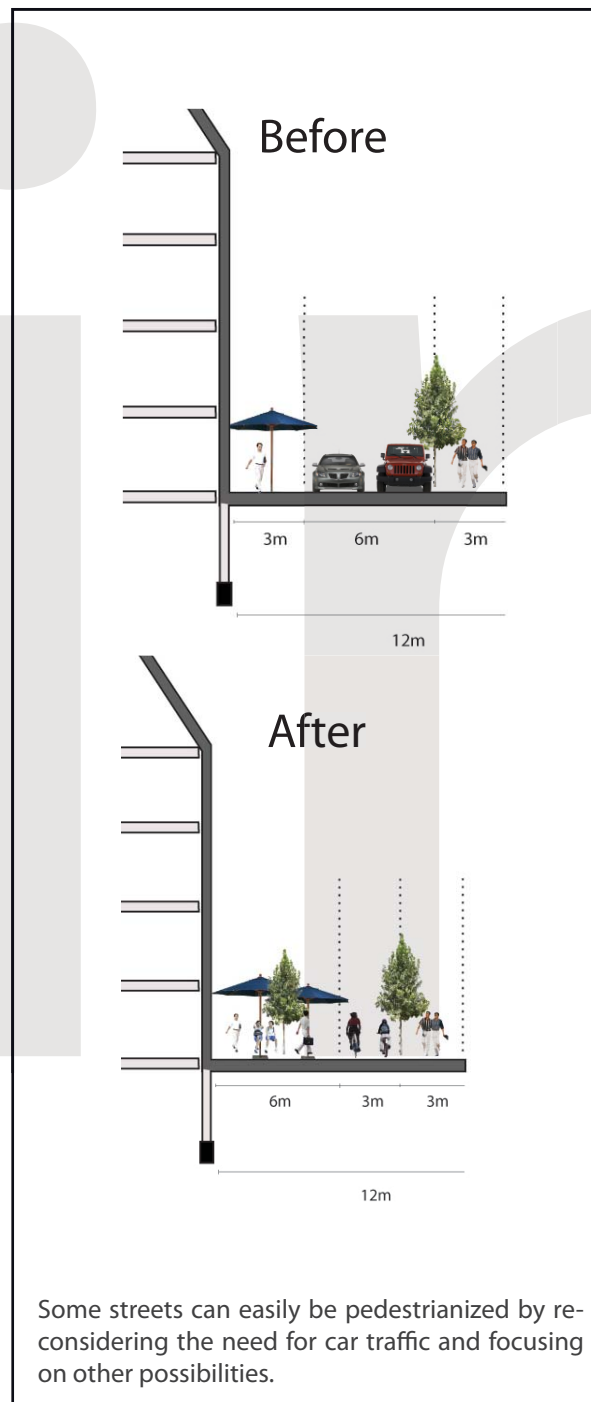 Before
3m 6m 3m
12m
After
6m 3m 3m
12m
Some streets can easily be pedestrianized by re-
considering the need for car traffic and focusing
on other possibilities.